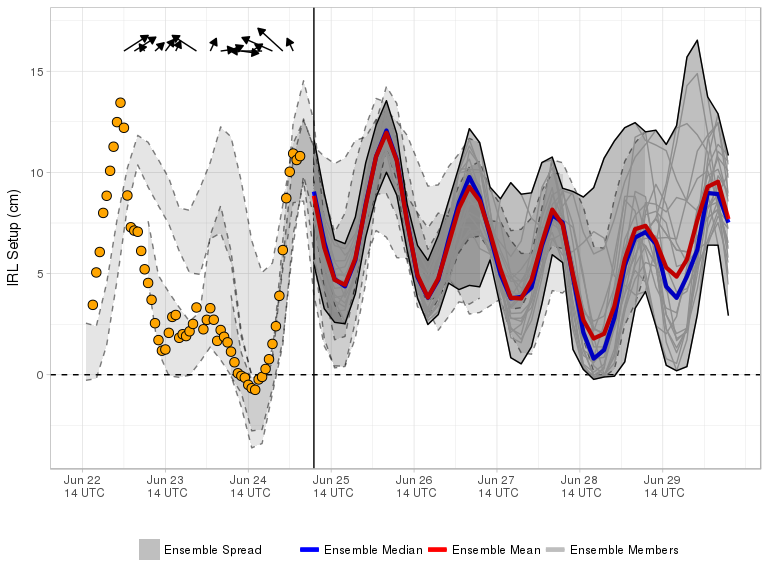 IRL Setup (cm)
15
10
5
0
Jun 22
14 UTC
Jun 23
14 UTC
Jun 24
14 UTC
Jun 25
14 UTC
Jun 26
14 UTC
Jun 27
14 UTC
Jun 28
14 UTC
Jun 29
14 UTC
Ensemble Spread
Ensemble Median
Ensemble Mean
Ensemble Members